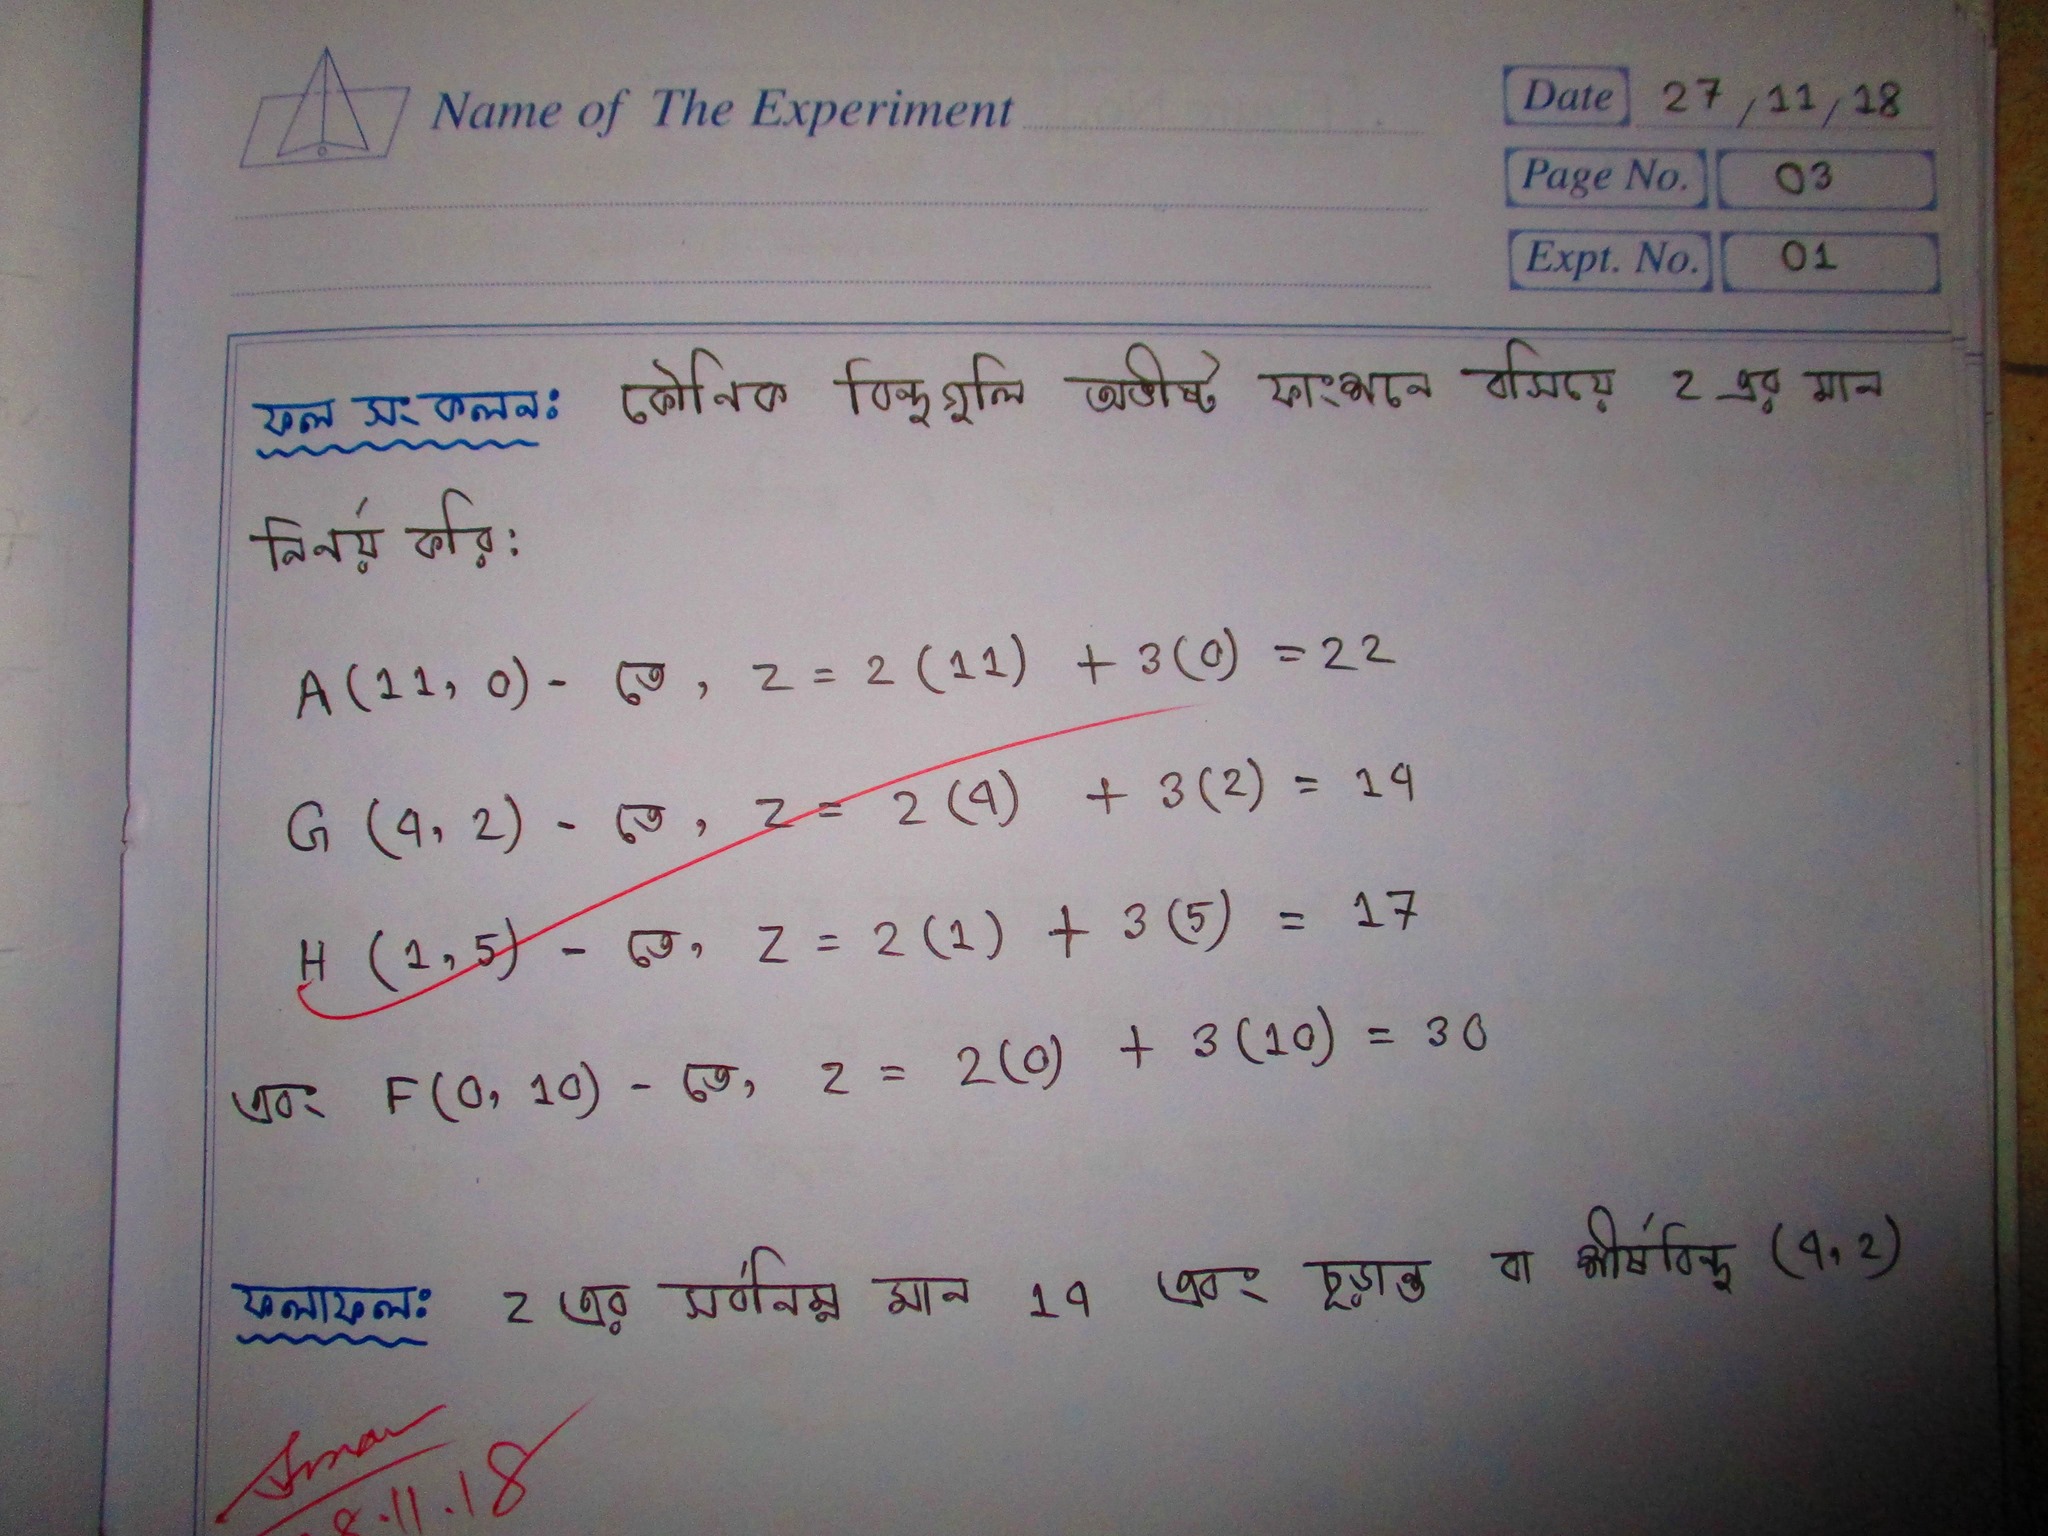 Name of The Experiment
Date 27/11/18
Page No. 03
Expt. No. 01
ফল সংকলনঃ কৌনিক বিন্দুগুলি অভীষ্ট ফাংশনে বসিয়ে z এর মান
নির্নয় করি:
A(11, 0) - তে, z = 2(11) + 3(0) = 22
G(4, 2) - তে, z = 2(4) + 3(2) = 14
H(1, 5) - তে, z = 2(1) + 3(5) = 17
এবং F(0, 10) - তে, z = 2(0) + 3(10) = 30
ফলাফলঃ z এর সর্বনিম্ন মান 14 এবং চূড়ান্ত বা শীর্ষবিন্দু (4, 2)
8.11.18